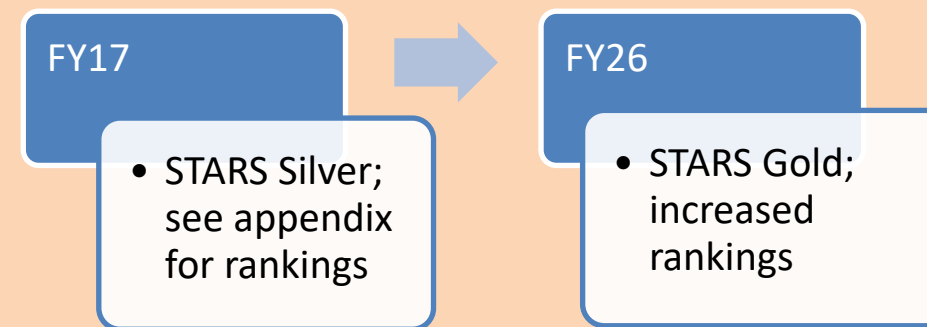 FY17
• STARS Silver;
see appendix
for rankings
FY26
• STARS Gold;
increased
rankings